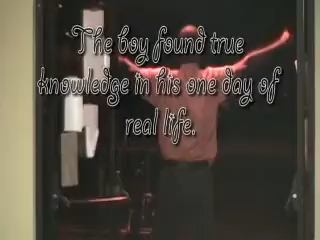 The boy found true
knowledge in his one day of
real life.